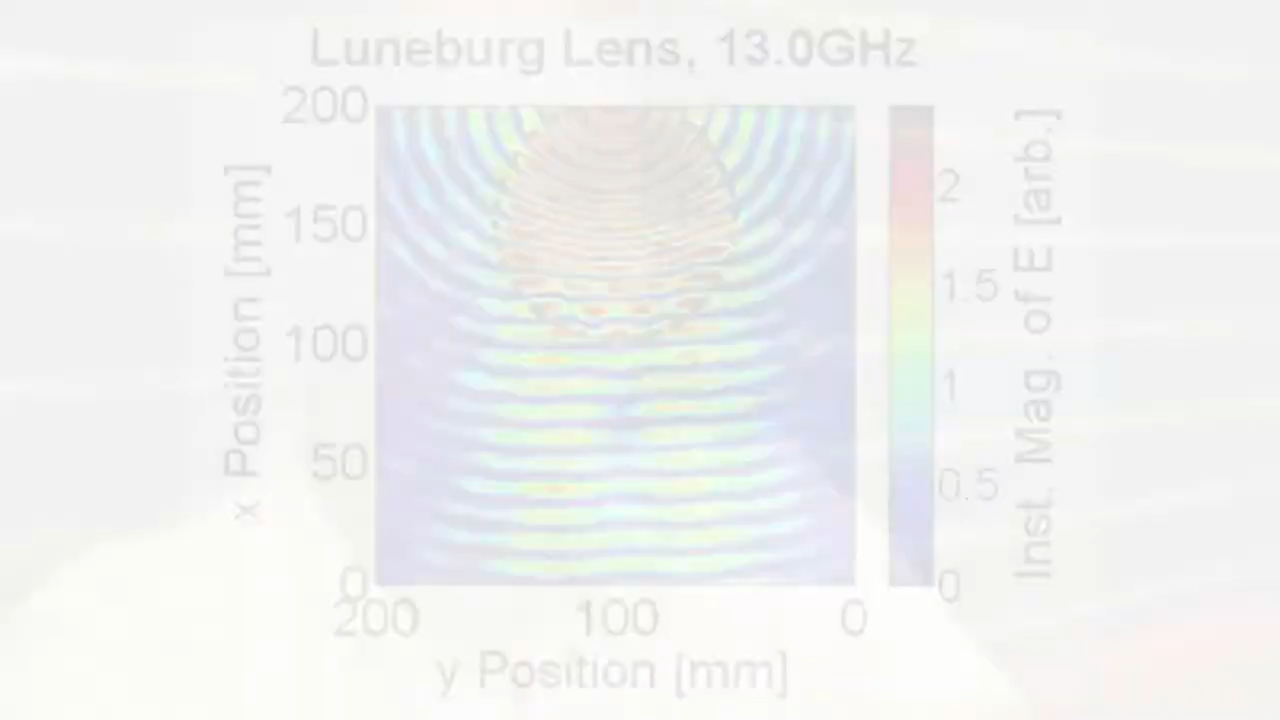 Luneburg Lens, 13.0GHz
200
150
100
50
0
x Position [mm]
200 100 0
y Position [mm]
2
1.5
1
0.5
0
Inst. Mag. of E [arb.]